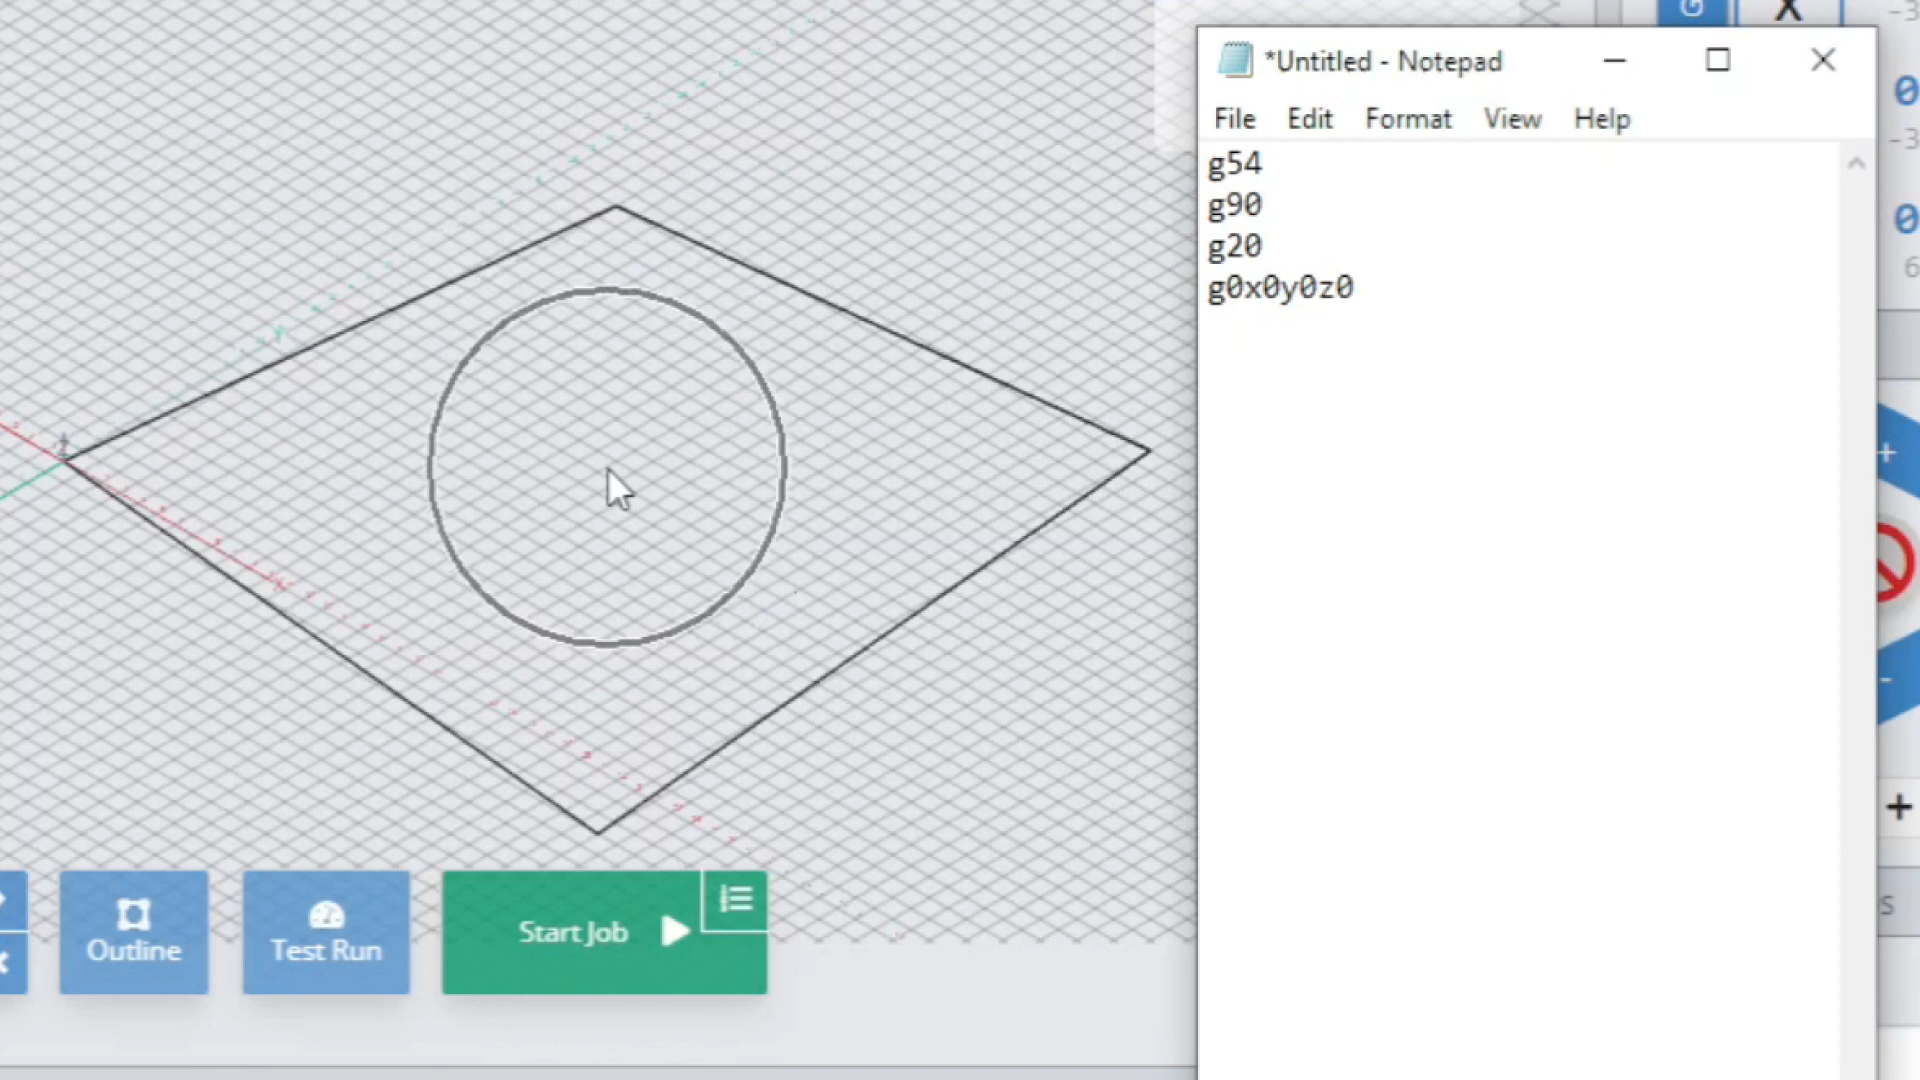 G
X
*Untitled - Notepad
File Edit Format View Help
g54
g90
g20
g0x0y0z0
Outline
Test Run
Start Job